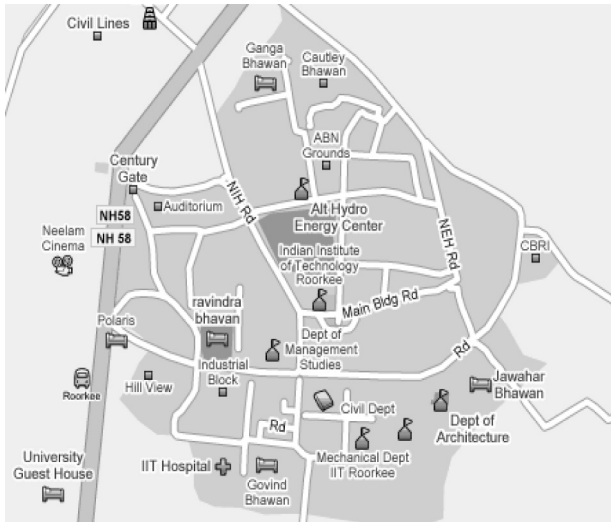 Civil Lines
Ganga
Bhawan
Cautley
Bhawan
ABN
Grounds
Century
Gate
Auditorium
NIH Rd
NH58
NH 58
Neelam
Cinema
Alt Hydro
Energy Center
NEH Rd
CBRI
Indian Institute
of Technology
Roorkee
Main Bldg Rd
ravindra
bhavan
Polaris
Dept of
Management
Studies
Rd
Roorkee
Hill View
Industrial
Block
Jawahar
Bhawan
Civil Dept
Rd
Dept of
Architecture
University
Guest House
IIT Hospital
Govind
Bhawan
Mechanical Dept
IIT Roorkee